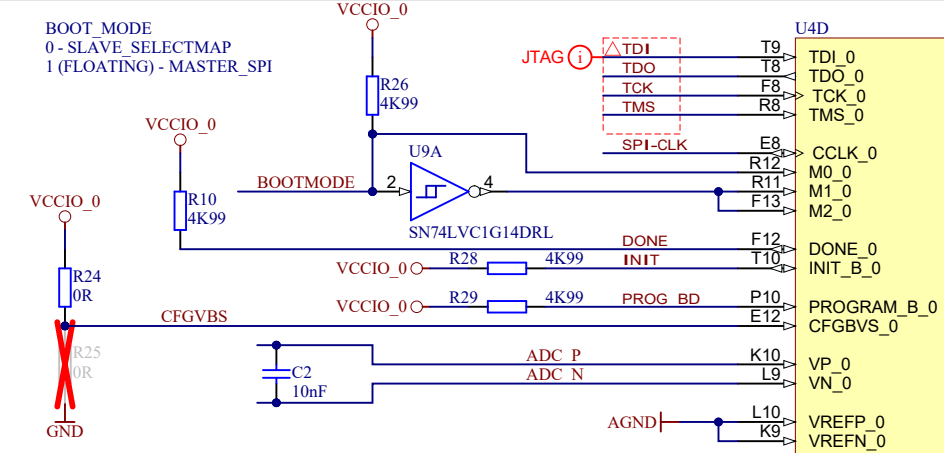 VCCIO_0
U4D
BOOT_MODE
0 - SLAVE_SELECTMAP
1 (FLOATING) - MASTER_SPI
JTAG i
TDI T9 TDI_0
TDO T8 TDO_0
TCK F8 TCK_0
TMS R8 TMS_0
R26
4K99
VCCIO_0
SPI-CLK E8 CCLK_0
U9A
R12 M0_0
BOOTMODE 2 4 R11 M1_0
R10
4K99
F13 M2_0
VCCIO_0
SN74LVC1G14DRL
DONE F12 DONE_0
VCCIO_0 R28 4K99 INIT T10 INIT_B_0
R24
0R
VCCIO_0 R29 4K99 PROG_BD P10 PROGRAM_B_0
CFGVBS E12 CFGBVS_0
R25
0R
ADC_P K10 VP_0
C2
10nF
ADC_N L9 VN_0
GND
AGND L10 VREFP_0
K9 VREFN_0